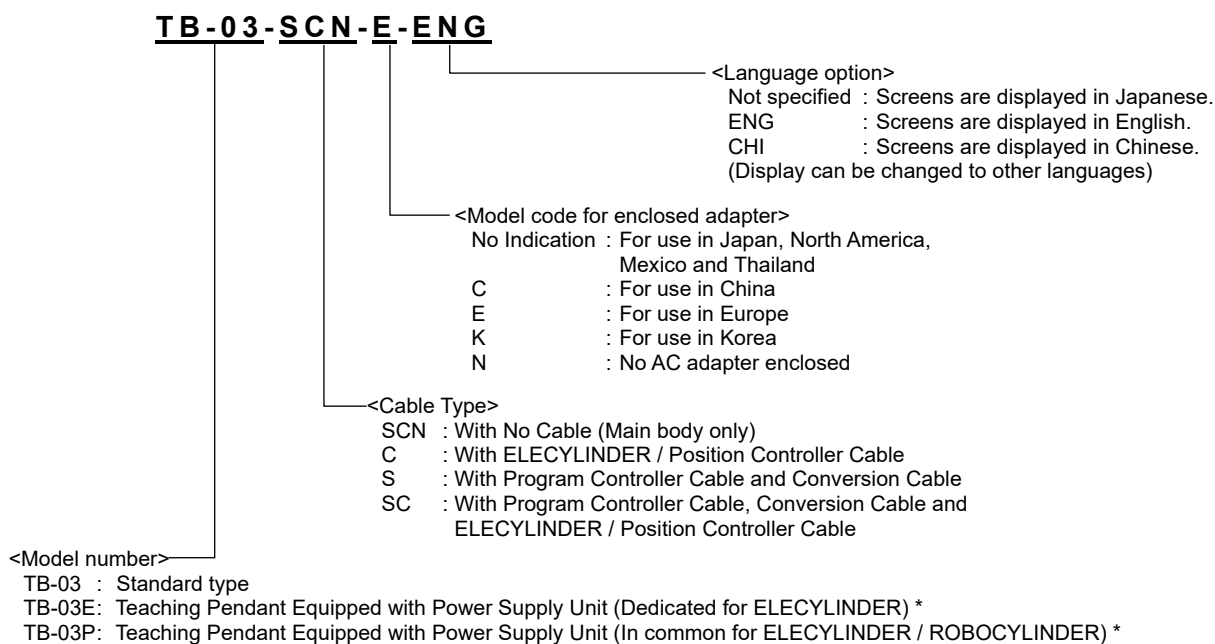 TB-03-SCN-E-ENG
<Language option>
Not specified : Screens are displayed in Japanese.
ENG : Screens are displayed in English.
CHI : Screens are displayed in Chinese.
(Display can be changed to other languages)
<Model code for enclosed adapter>
No Indication : For use in Japan, North America,
Mexico and Thailand
C : For use in China
E : For use in Europe
K : For use in Korea
N : No AC adapter enclosed
<Cable Type>
SCN : With No Cable (Main body only)
C : With ELECYLINDER / Position Controller Cable
S : With Program Controller Cable and Conversion Cable
SC : With Program Controller Cable, Conversion Cable and
ELECYLINDER / Position Controller Cable
<Model number>
TB-03 : Standard type
TB-03E: Teaching Pendant Equipped with Power Supply Unit (Dedicated for ELECYLINDER) *
TB-03P: Teaching Pendant Equipped with Power Supply Unit (In common for ELECYLINDER / ROBOCYLINDER) *